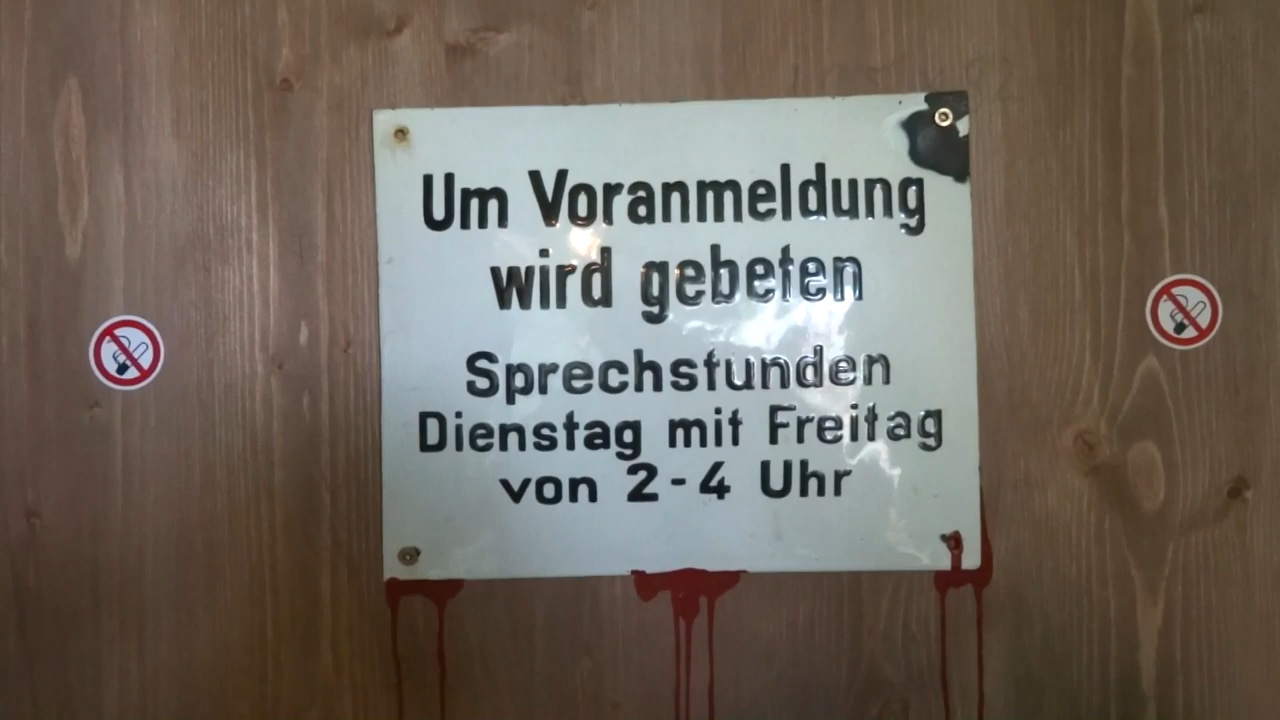 Um Voranmeldung
wird gebeten
Sprechstunden
Dienstag mit Freitag
von 2-4 Uhr